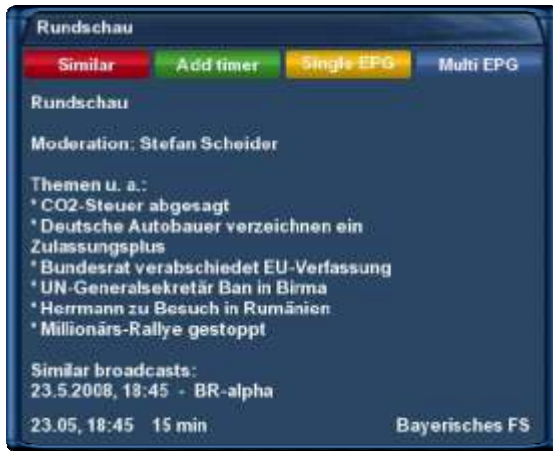 Rundschau
Similar Add timer Single EPG Multi EPG
Rundschau
Moderation: Stefan Scheider
Themen u. a.:
* CO2-Steuer abgesagt
* Deutsche Autobauer verzeichnen ein
Zulassungsplus
* Bundesrat verabschiedet EU-Verfassung
* UN-Generalsekretär Ban in Birma
* Herrmann zu Besuch in Rumänien
* Millionärs-Rallye gestoppt
Similar broadcasts:
23.5.2008, 18:45 - BR-alpha
23.05, 18:45 15 min Bayerisches FS